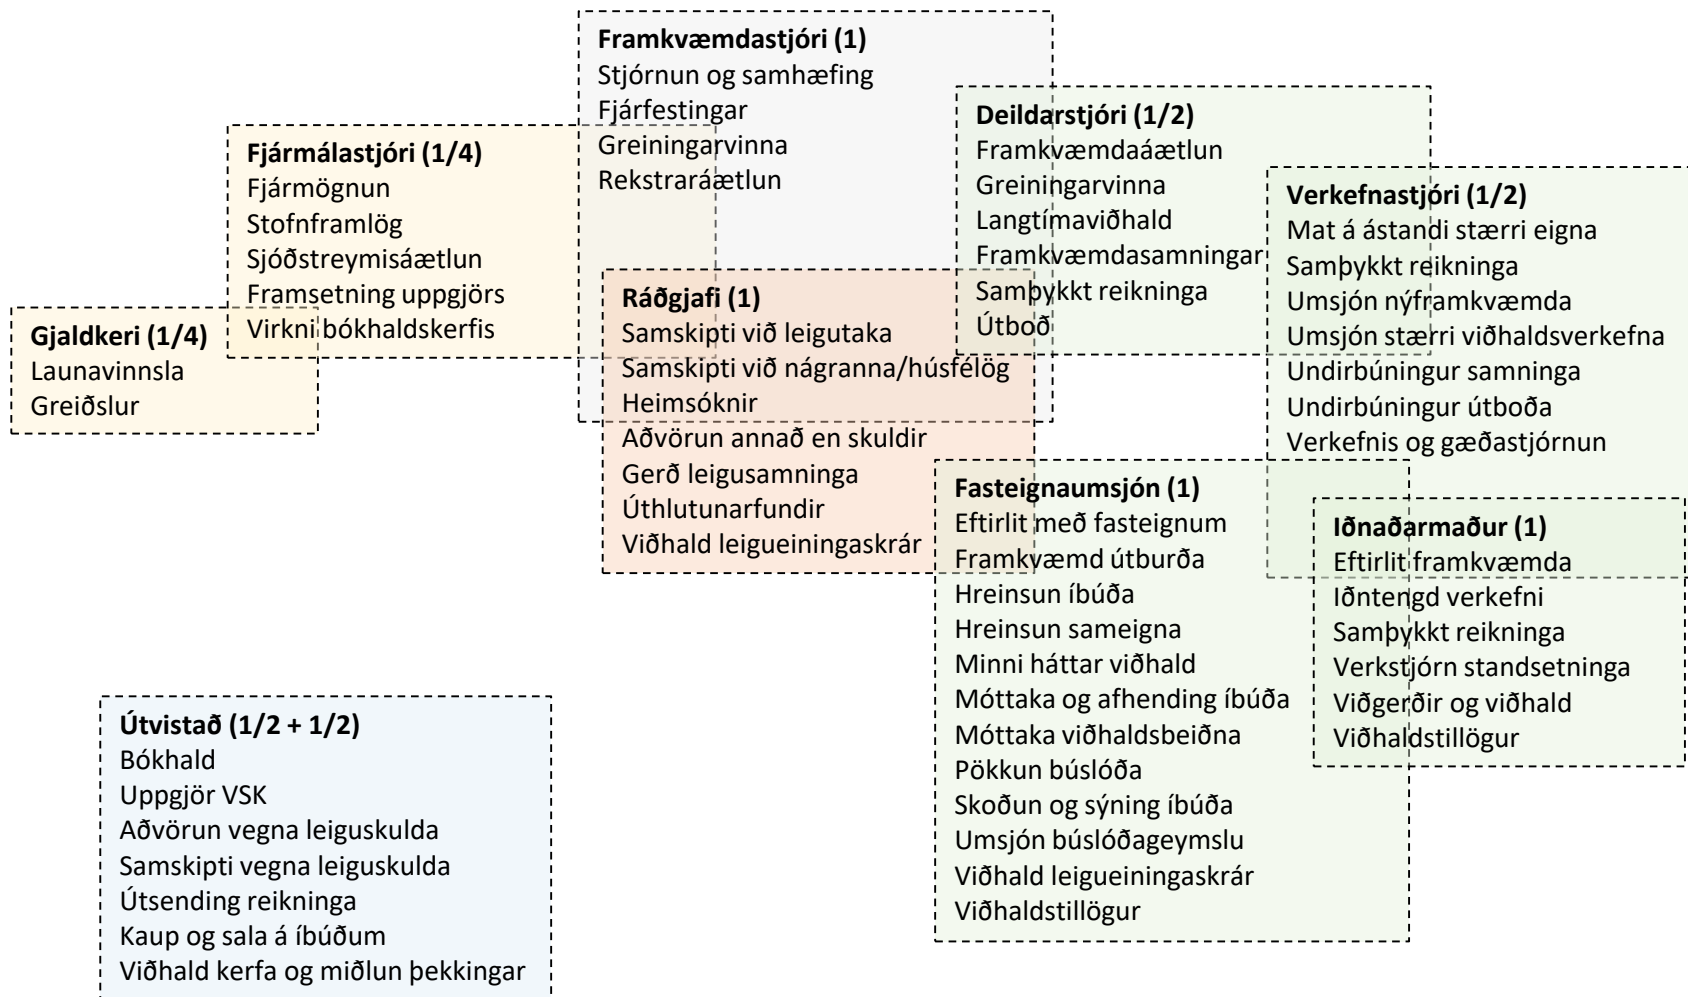 Framkvæmdastjóri (1)
Stjórnun og samhæfing
Fjárfestingar
Greiningarvinna
Rekstraráætlun
Deildarstjóri (1/2)
Framkvæmdaáætlun
Greiningarvinna
Langtímaviðhald
Framkvæmdasamningar
Samþykkt reikninga
Útboð
Fjármálastjóri (1/4)
Fjármögnun
Stofnframlög
Sjóðstreymisáætlun
Framsetning uppgjörs
Virkni bókhaldskerfis
Verkefnastjóri (1/2)
Mat á ástandi stærri eigna
Samþykkt reikninga
Umsjón nýframkvæmda
Umsjón stærri viðhaldsverkefna
Undirbúningur samninga
Undirbúningur útboða
Verkefnis og gæðastjórnun
Ráðgjafi (1)
Samskipti við leigutaka
Samskipti við nágranna/húsfélög
Heimsóknir
Aðvörun annað en skuldir
Gerð leigusamninga
Úthlutunarfundir
Viðhald leigueiningaskrár
Gjaldkeri (1/4)
Launavinnsla
Greiðslur
Fasteignaumsjón (1)
Eftirlit með fasteignum
Framkvæmd útburða
Hreinsun íbúða
Hreinsun sameigna
Minni háttar viðhald
Móttaka og afhending íbúða
Móttaka viðhaldsbeiðna
Pökkun búslóða
Skoðun og sýning íbúða
Umsjón búslóðageymslu
Viðhald leigueiningaskrár
Viðhaldstillögur
Iðnaðarmaður (1)
Eftirlit framkvæmda
Iðntengd verkefni
Samþykkt reikninga
Verkstjórn standsetninga
Viðgerðir og viðhald
Viðhaldstillögur
Útvistað (1/2 + 1/2)
Bókhald
Uppgjör VSK
Aðvörun vegna leiguskulda
Samskipti vegna leiguskulda
Útsending reikninga
Kaup og sala á íbúðum
Viðhald kerfa og miðlun þekkingar